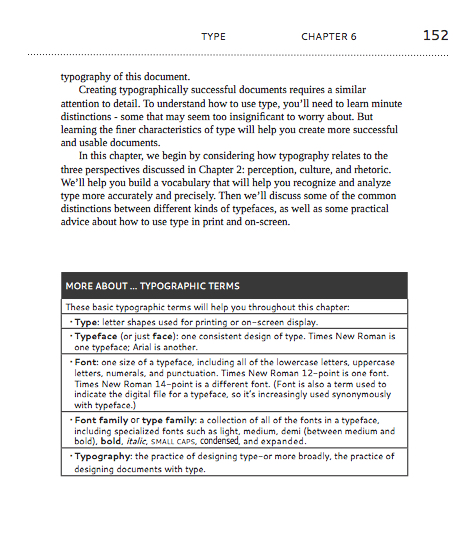 TYPE CHAPTER 6 152
typography of this document.
Creating typographically successful documents requires a similar
attention to detail. To understand how to use type, you'll need to learn minute
distinctions - some that may seem too insignificant to worry about. But
learning the finer characteristics of type will help you create more successful
and usable documents.
In this chapter, we begin by considering how typography relates to the
three perspectives discussed in Chapter 2: perception, culture, and rhetoric.
We'll help you build a vocabulary that will help you recognize and analyze
type more accurately and precisely. Then we'll discuss some of the common
distinctions between different kinds of typefaces, as well as some practical
advice about how to use type in print and on-screen.
MORE ABOUT ... TYPOGRAPHIC TERMS
These basic typographic terms will help you throughout this chapter:
· Type: letter shapes used for printing or on-screen display.
· Typeface (or just face): one consistent design of type. Times New Roman is
one typeface; Arial is another.
· Font: one size of a typeface, including all of the lowercase letters, uppercase
letters, numerals, and punctuation. Times New Roman 12-point is one font.
Times New Roman 14-point is a different font. (Font is also a term used to
indicate the digital file for a typeface, so it's increasingly used synonymously
with typeface.)
· Font family or type family: a collection of all of the fonts in a typeface,
including specialized fonts such as light, medium, demi (between medium and
bold), bold, italic, SMALL CAPS, condensed, and expanded.
· Typography: the practice of designing type-or more broadly, the practice of
designing documents with type.